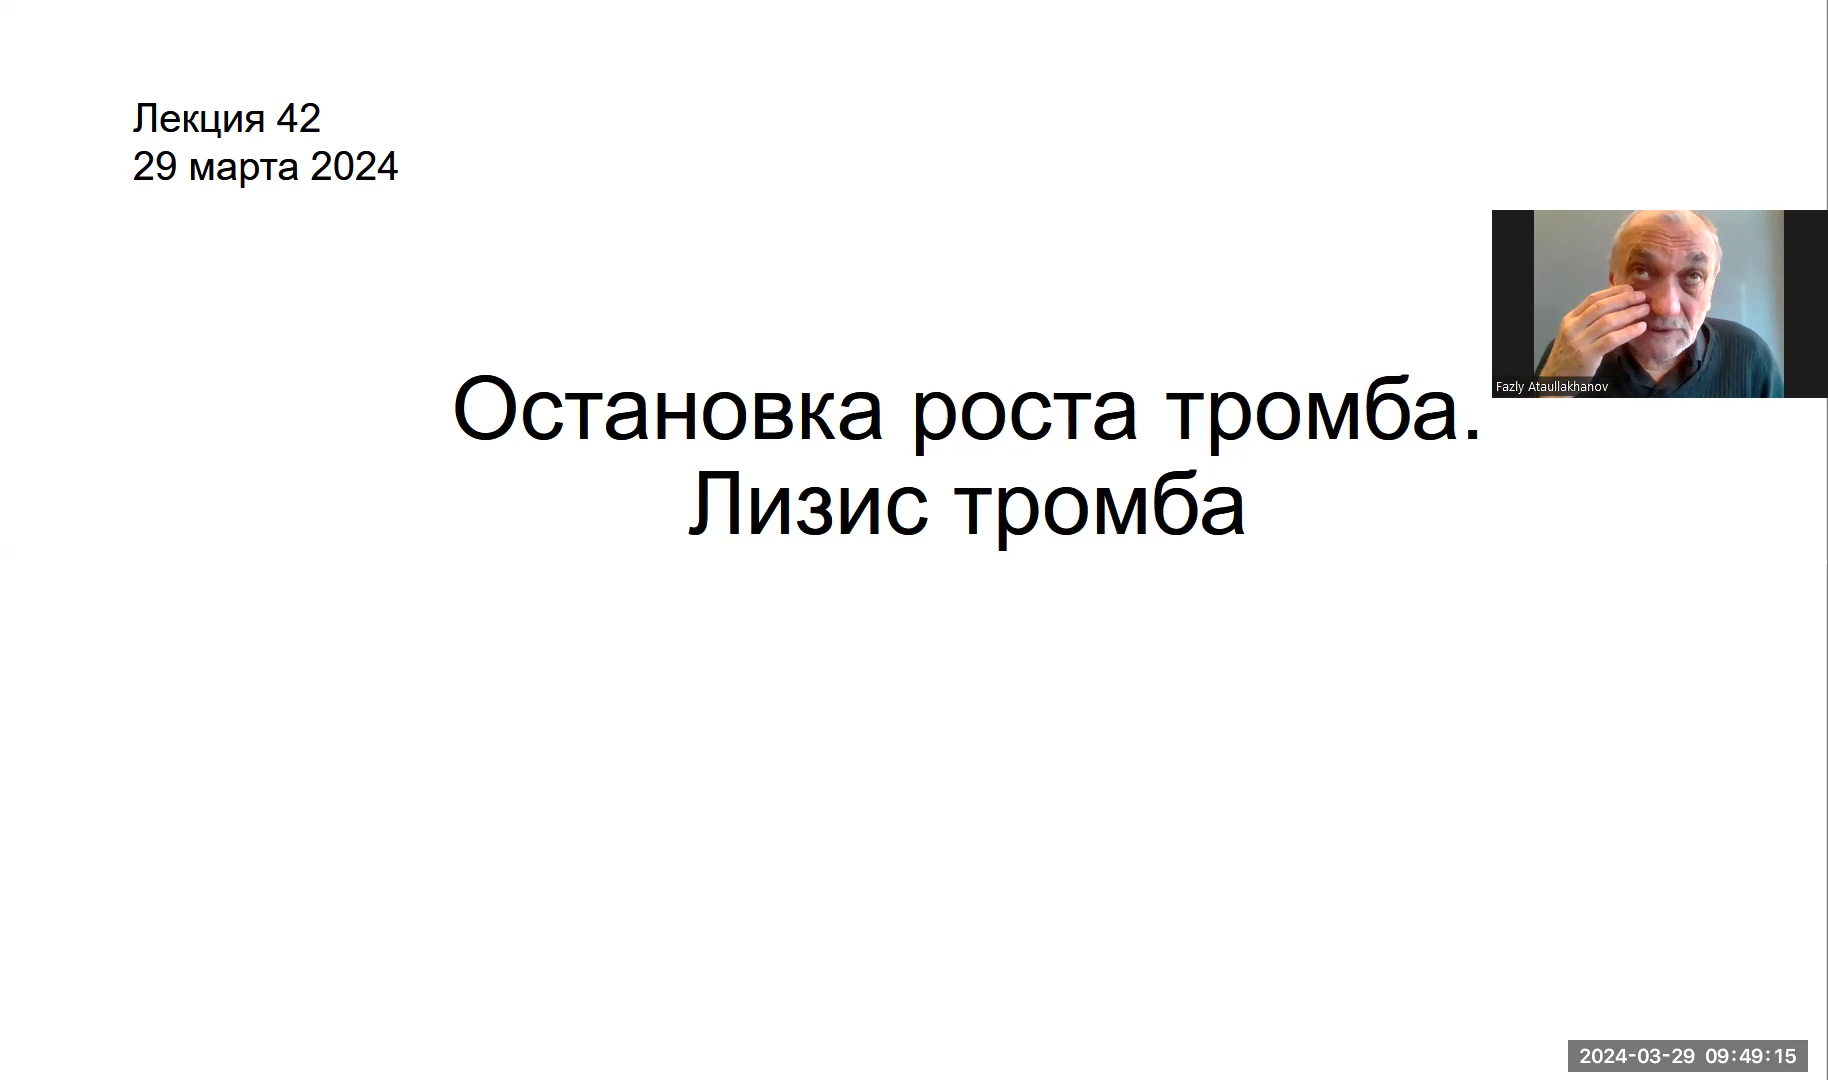 Лекция 42
29 марта 2024
Остановка роста тромба.
Лизис тромба
Fazly Ataullakhanov
2024-03-29 09:49:15